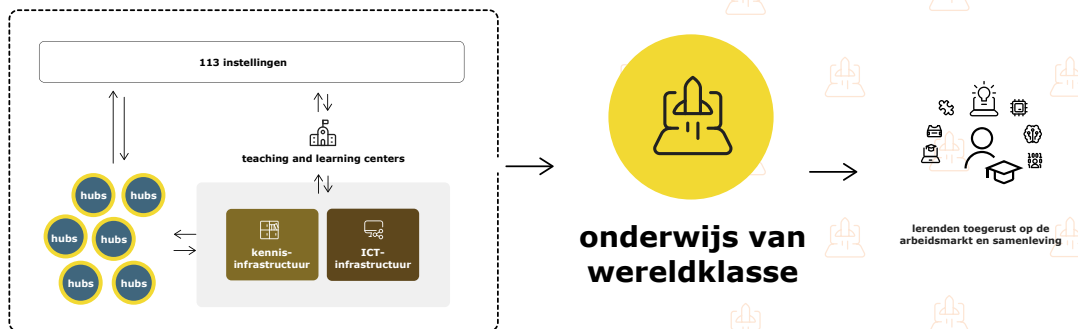 113 instellingen
teaching and learning centers
hubs
hubs
hubs
hubs
hubs
hubs
kennis-
infrastructuur
ICT-
infrastructuur
onderwijs van
wereldklasse
1001
lerenden toegerust op de
arbeidsmarkt en samenleving